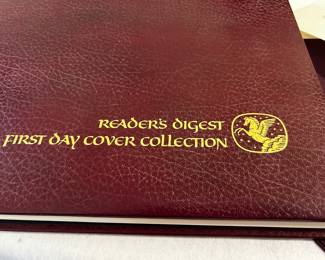 Reader's Digest
First Day Cover Collection